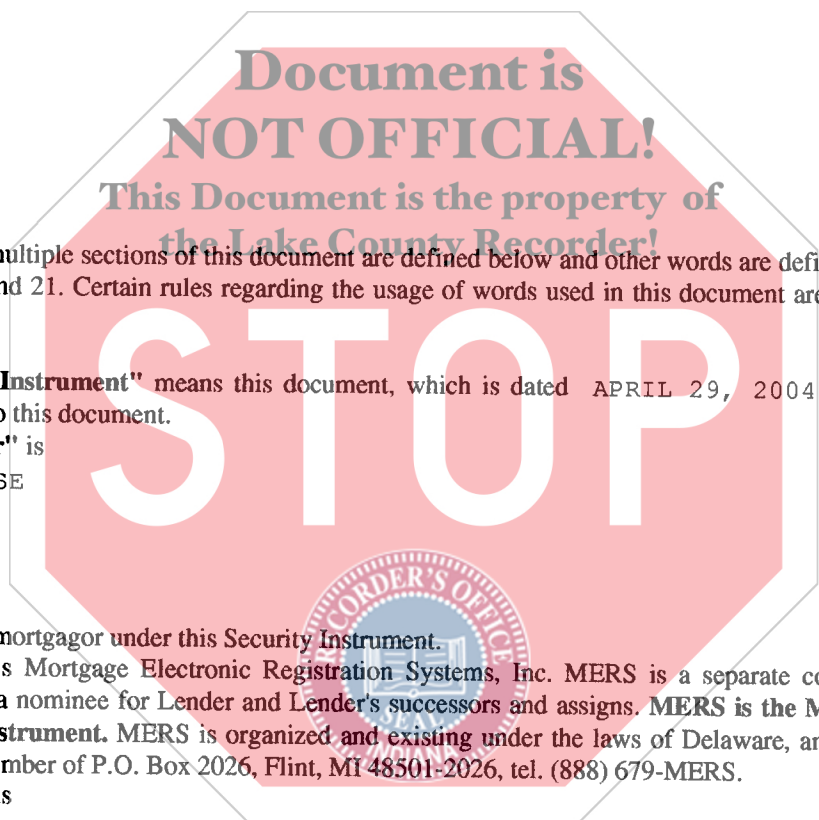 Document is
NOT OFFICIAL!
This Document is the property of
the Lake County Recorder!
ultiple sections of this document are defined below and other words are defi
nd 21. Certain rules regarding the usage of words used in this document are
STOP
Instrument" means this document, which is dated APRIL 29, 2004
o this document.
r" is
SE
RECORDER'S OFFICE
SEAL
INDIANA
mortgagor under this Security Instrument.
s Mortgage Electronic Registration Systems, Inc. MERS is a separate co
a nominee for Lender and Lender's successors and assigns. MERS is the M
strument. MERS is organized and existing under the laws of Delaware, an
mber of P.O. Box 2026, Flint, MI 48501-2026, tel. (888) 679-MERS.
s